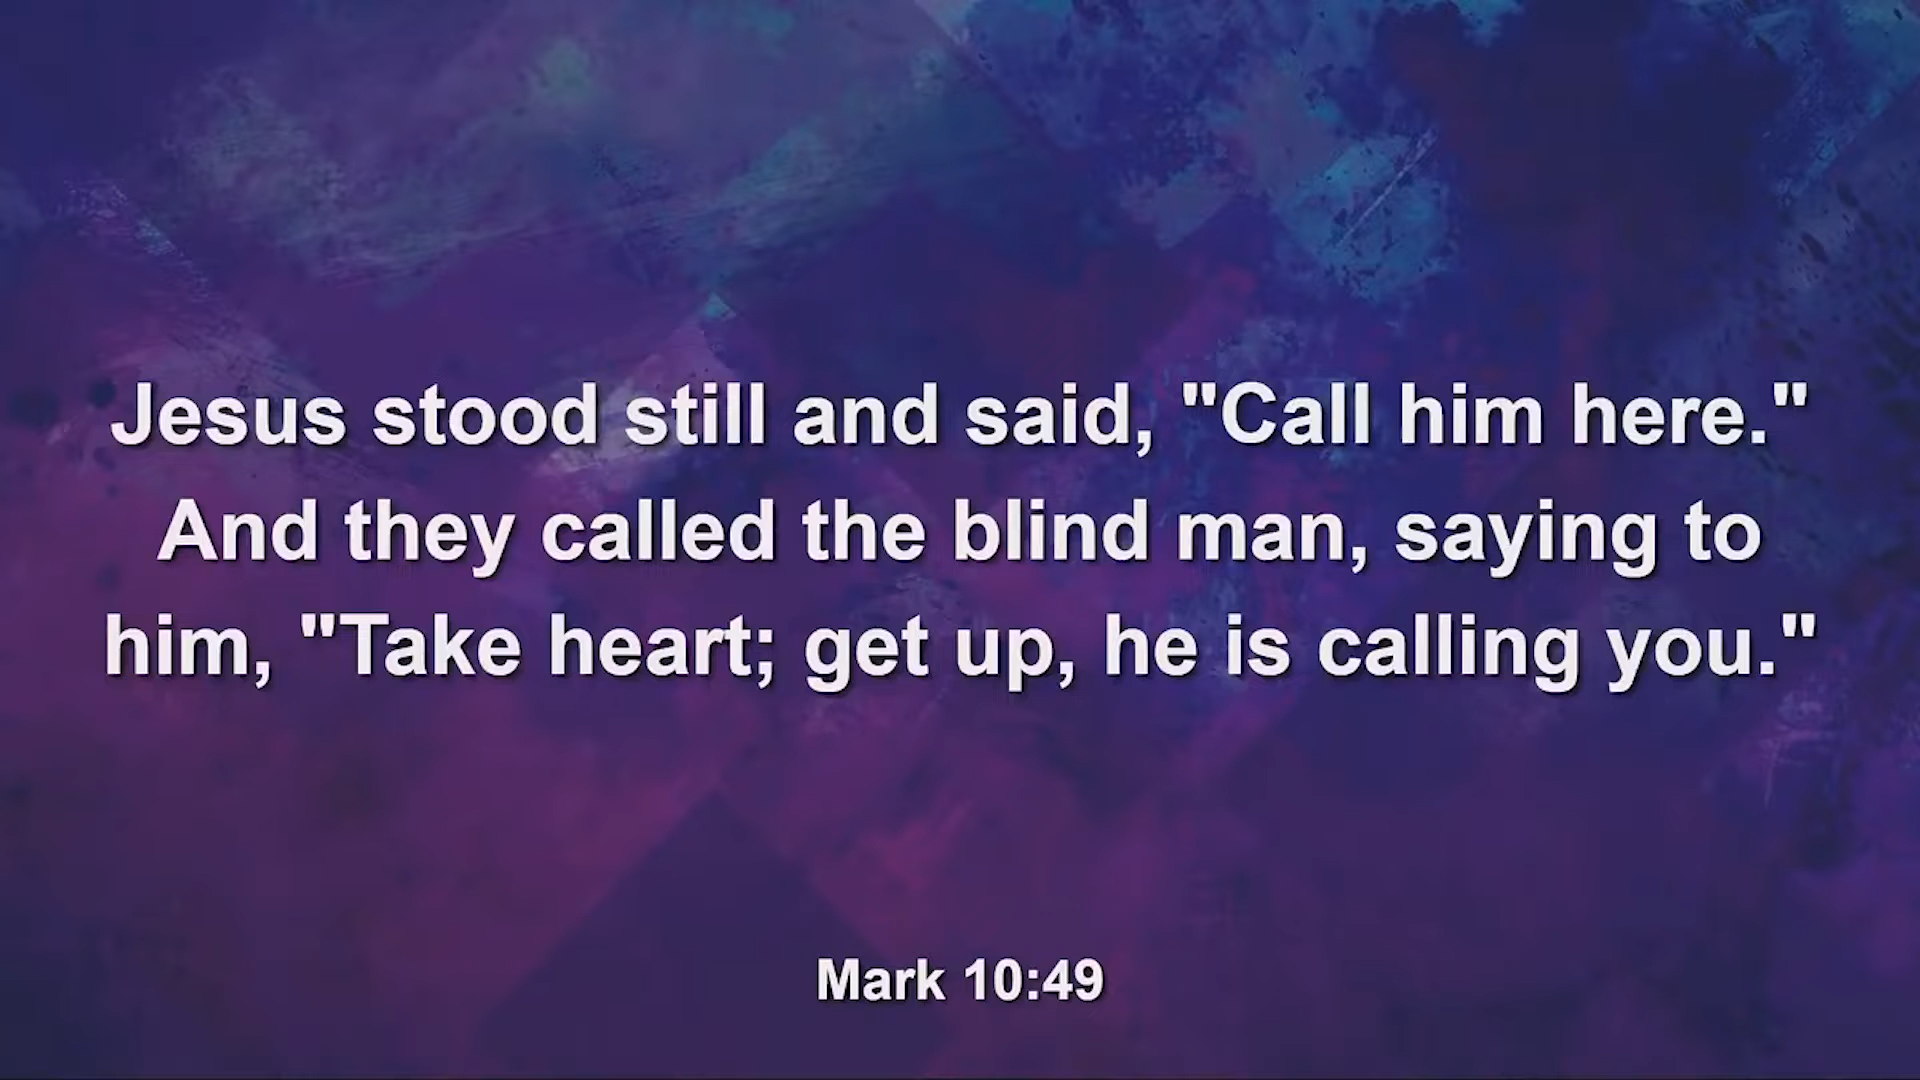 Jesus stood still and said, "Call him here."
And they called the blind man, saying to
him, "Take heart; get up, he is calling you."
Mark 10:49